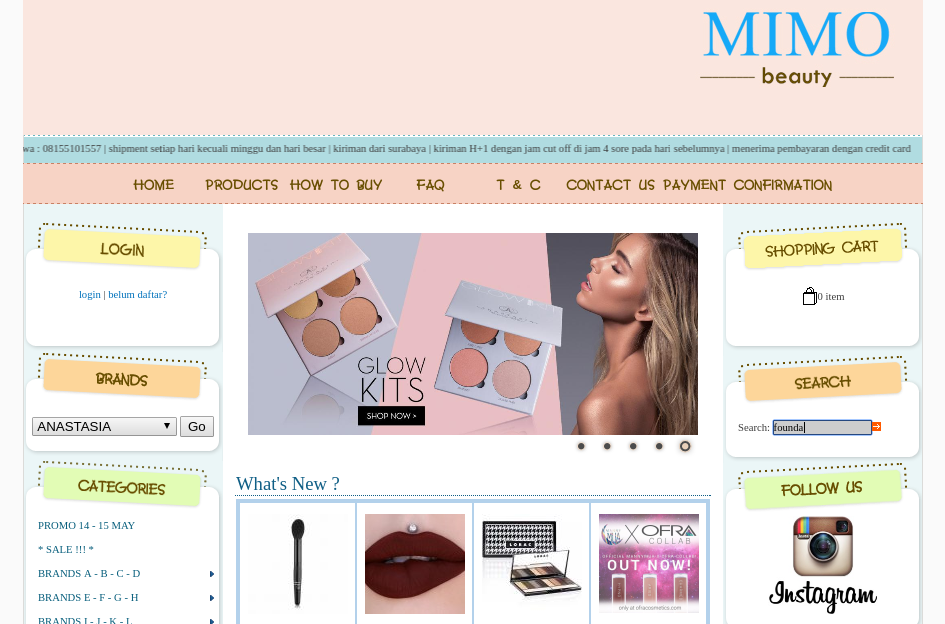 MIMO
beauty
wa : 08155101557 | shipment setiap hari kecuali minggu dan hari besar | kiriman dari surabaya | kiriman H+1 dengan jam cut off di jam 4 sore pada hari sebelumnya | menerima pembayaran dengan credit card
HOME PRODUCTS HOW TO BUY FAQ T & C CONTACT US PAYMENT CONFIRMATION
LOGIN
login | belum daftar?
BRANDS
ANASTASIA Go
CATEGORIES
PROMO 14 - 15 MAY
* SALE !!! *
BRANDS A - B - C - D
BRANDS E - F - G - H
BRANDS I - J - K - L
GLOW
KITS
SHOP NOW >
What's New ?
LORAC
X OFRA
COLLAB
OUT NOW!
only at ofracosmetics.com
SHOPPING CART
0 item
SEARCH
Search: founda
FOLLOW US
Instagram